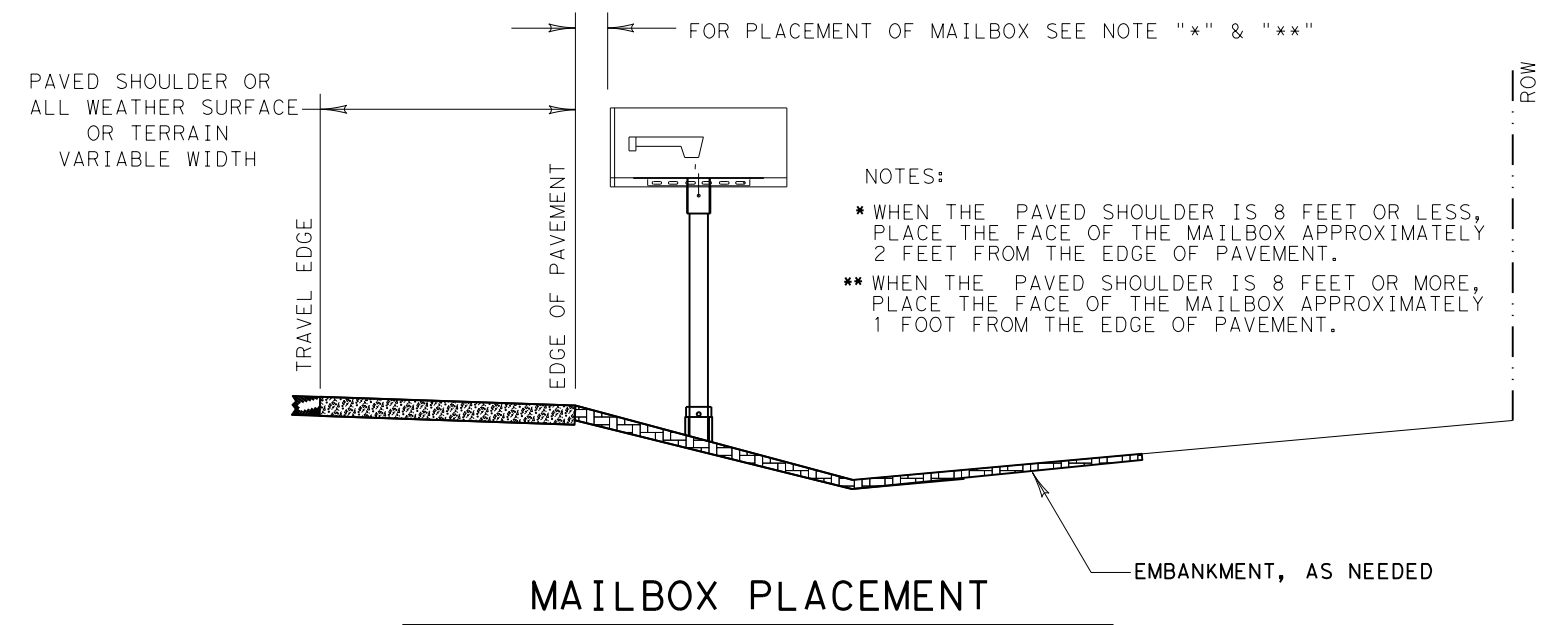 FOR PLACEMENT OF MAILBOX SEE NOTE "*" & "**"
PAVED SHOULDER OR
ALL WEATHER SURFACE
OR TERRAIN
VARIABLE WIDTH
TRAVEL EDGE
EDGE OF PAVEMENT
ROW
NOTES:
* WHEN THE PAVED SHOULDER IS 8 FEET OR LESS,
PLACE THE FACE OF THE MAILBOX APPROXIMATELY
2 FEET FROM THE EDGE OF PAVEMENT.
** WHEN THE PAVED SHOULDER IS 8 FEET OR MORE,
PLACE THE FACE OF THE MAILBOX APPROXIMATELY
1 FOOT FROM THE EDGE OF PAVEMENT.
EMBANKMENT, AS NEEDED
MAILBOX PLACEMENT